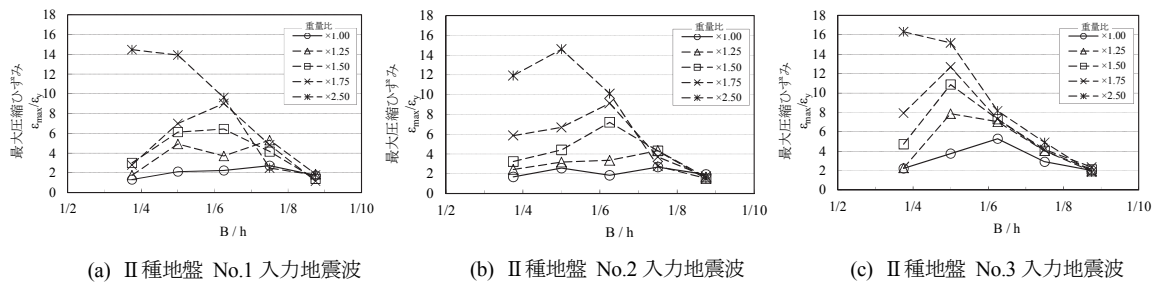 最大圧縮ひずみ
ε_max/ε_y
18
16
14
12
10
8
6
4
2
0
重量比
×1.00
×1.25
×1.50
×1.75
×2.50
1/2 1/4 1/6 1/8 1/10
B / h
(a) Ⅱ種地盤 No.1 入力地震波
最大圧縮ひずみ
ε_max/ε_y
18
16
14
12
10
8
6
4
2
0
重量比
×1.00
×1.25
×1.50
×1.75
×2.50
1/2 1/4 1/6 1/8 1/10
B / h
(b) Ⅱ種地盤 No.2 入力地震波
最大圧縮ひずみ
ε_max/ε_y
18
16
14
12
10
8
6
4
2
0
重量比
×1.00
×1.25
×1.50
×1.75
×2.50
1/2 1/4 1/6 1/8 1/10
B / h
(c) Ⅱ種地盤 No.3 入力地震波